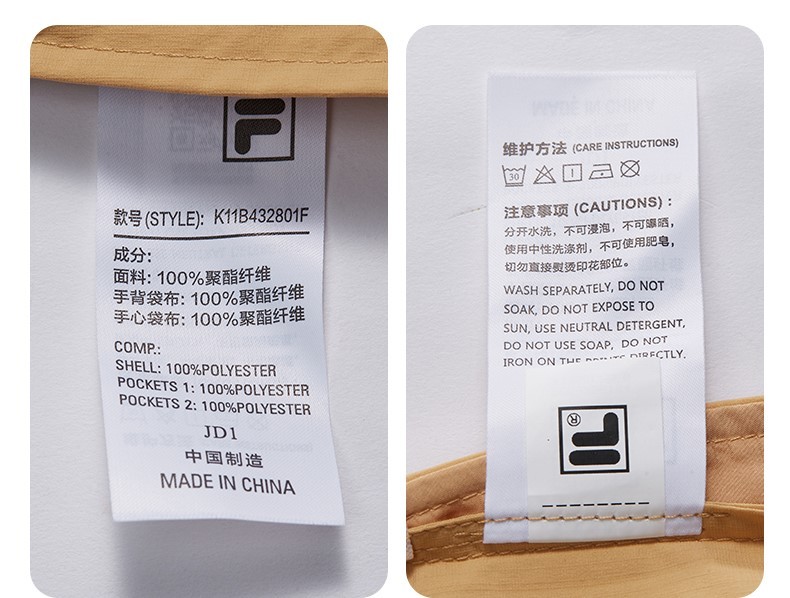 款号(STYLE): K11B432801F
成分:
面料: 100%聚酯纤维
手背袋布: 100%聚酯纤维
手心袋布: 100%聚酯纤维
COMP.:
SHELL: 100%POLYESTER
POCKETS 1: 100%POLYESTER
POCKETS 2: 100%POLYESTER
JD1
中国制造
MADE IN CHINA
维护方法 (CARE INSTRUCTIONS)
30
注意事项 (CAUTIONS) :
分开水洗，不可浸泡，不可曝晒，
使用中性洗涤剂，不可使用肥皂，
切勿直接熨烫印花部位。
WASH SEPARATELY, DO NOT
SOAK, DO NOT EXPOSE TO
SUN, USE NEUTRAL DETERGENT,
DO NOT USE SOAP, DO NOT
IRON ON THE PRINTS DIRECTLY.
®